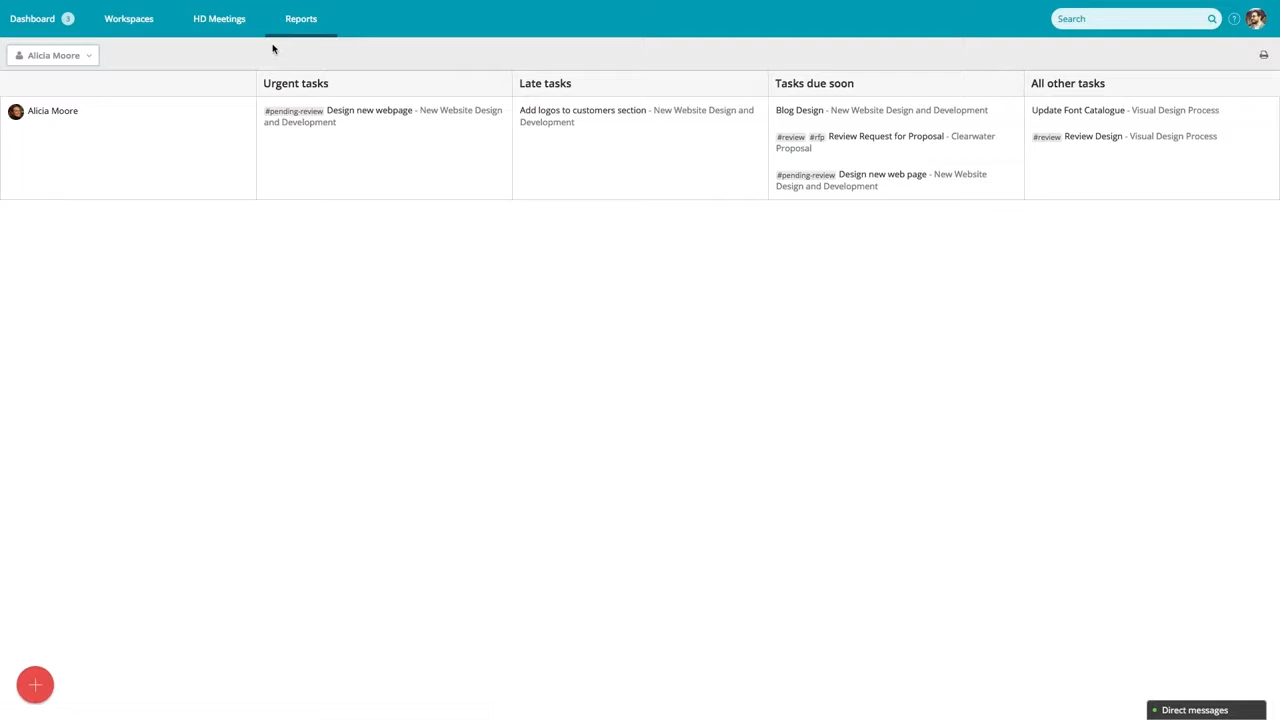 Dashboard 3 Workspaces HD Meetings Reports Search ?
Alicia Moore
Urgent tasks Late tasks Tasks due soon All other tasks
Alicia Moore
#pending-review Design new webpage - New Website Design
and Development
Add logos to customers section - New Website Design and
Development
Blog Design - New Website Design and Development
#review #rfp Review Request for Proposal - Clearwater
Proposal
#pending-review Design new web page - New Website
Design and Development
Update Font Catalogue - Visual Design Process
#review Review Design - Visual Design Process
Direct messages